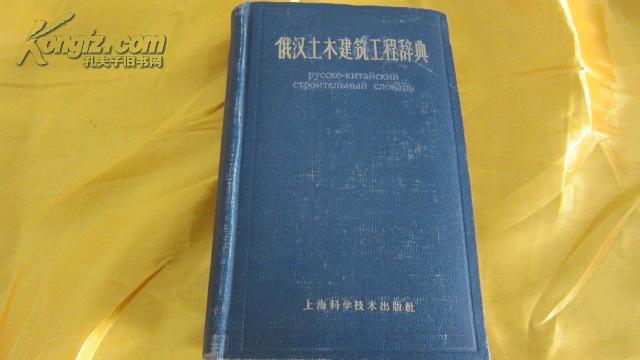 Kongfz.com
孔夫子旧书网
俄汉土木建筑工程辞典
русско-китайский
строительный словарь
上海科学技术出版社